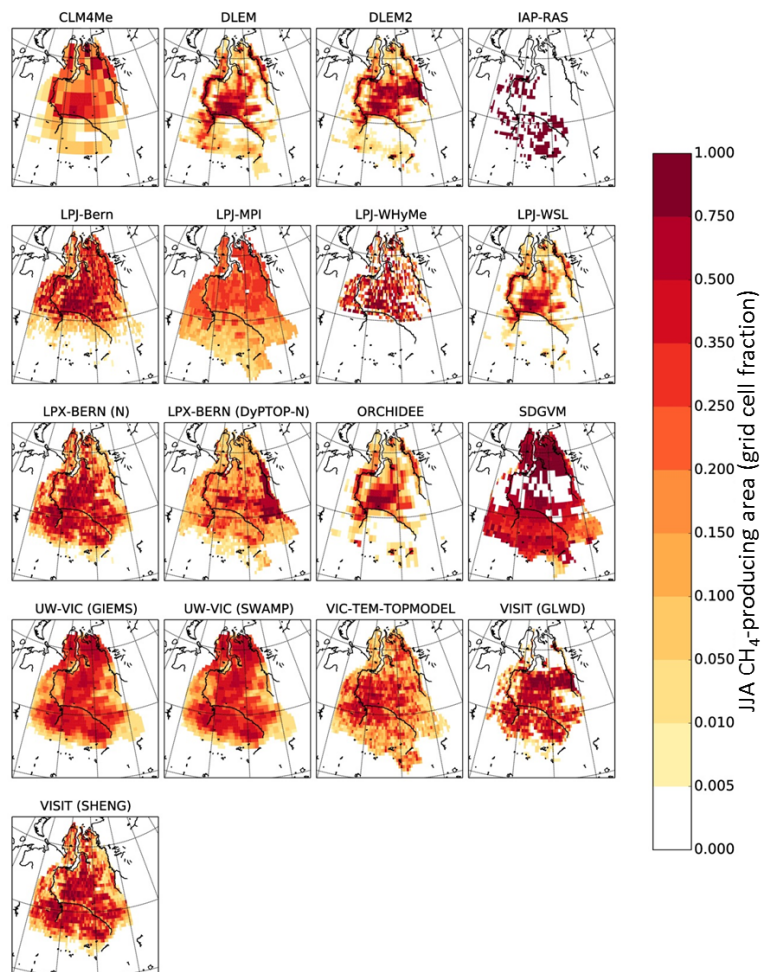 CLM4Me DLEM DLEM2 IAP-RAS
LPJ-Bern LPJ-MPI LPJ-WHyMe LPJ-WSL
LPX-BERN (N) LPX-BERN (DyPTOP-N) ORCHIDEE SDGVM
UW-VIC (GIEMS) UW-VIC (SWAMP) VIC-TEM-TOPMODEL VISIT (GLWD)
VISIT (SHENG)
1.000
0.750
0.500
0.350
0.250
0.200
0.150
0.100
0.050
0.010
0.005
0.000
JJA CH₄-producing area (grid cell fraction)